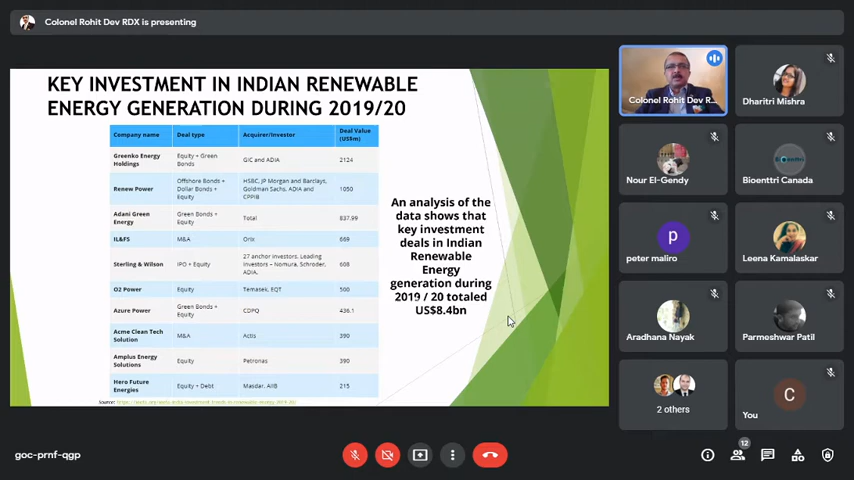 Colonel Rohit Dev RDX is presenting
KEY INVESTMENT IN INDIAN RENEWABLE
ENERGY GENERATION DURING 2019/20
Company name Deal type Acquirer/Investor Deal Value (US$m)
Greenko Energy Holdings Equity + Green Bonds GIC and ADIA 2124
Renew Power Offshore Bonds + Dollar Bonds + Equity HSBC, JP Morgan and Barclays, Goldman Sachs, ADIA and CPPIB 1050
Adani Green Energy Green Bonds + Equity Total 837.99
IL&FS M&A Orix 669
Sterling & Wilson IPO + Equity 27 anchor investors. Leading investors – Nomura, Schroder, ADIA. 608
O2 Power Equity Temasek, EQT 500
Azure Power Green Bonds + Equity CDPQ 436.1
Acme Clean Tech Solution M&A Actis 390
Amplus Energy Solutions Equity Petronas 390
Hero Future Energies Equity + Debt Masdar, AIIB 215
Source:
An analysis of the
data shows that
key investment
deals in Indian
Renewable
Energy
generation during
2019 / 20 totaled
US$8.4bn
Colonel Rohit Dev R...
Dharitri Mishra
Nour El-Gendy
Bioenttri Canada
p
peter maliro
Leena Kamalaskar
Aradhana Nayak
Parmeshwar Patil
2 others
C
You
goc-prnf-qgp
12